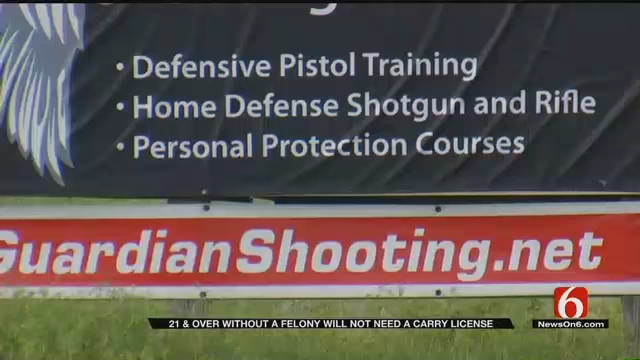 • Defensive Pistol Training
• Home Defense Shotgun and Rifle
• Personal Protection Courses
GuardianShooting.net
6
21 & OVER WITHOUT A FELONY WILL NOT NEED A CARRY LICENSE
NewsOn6.com